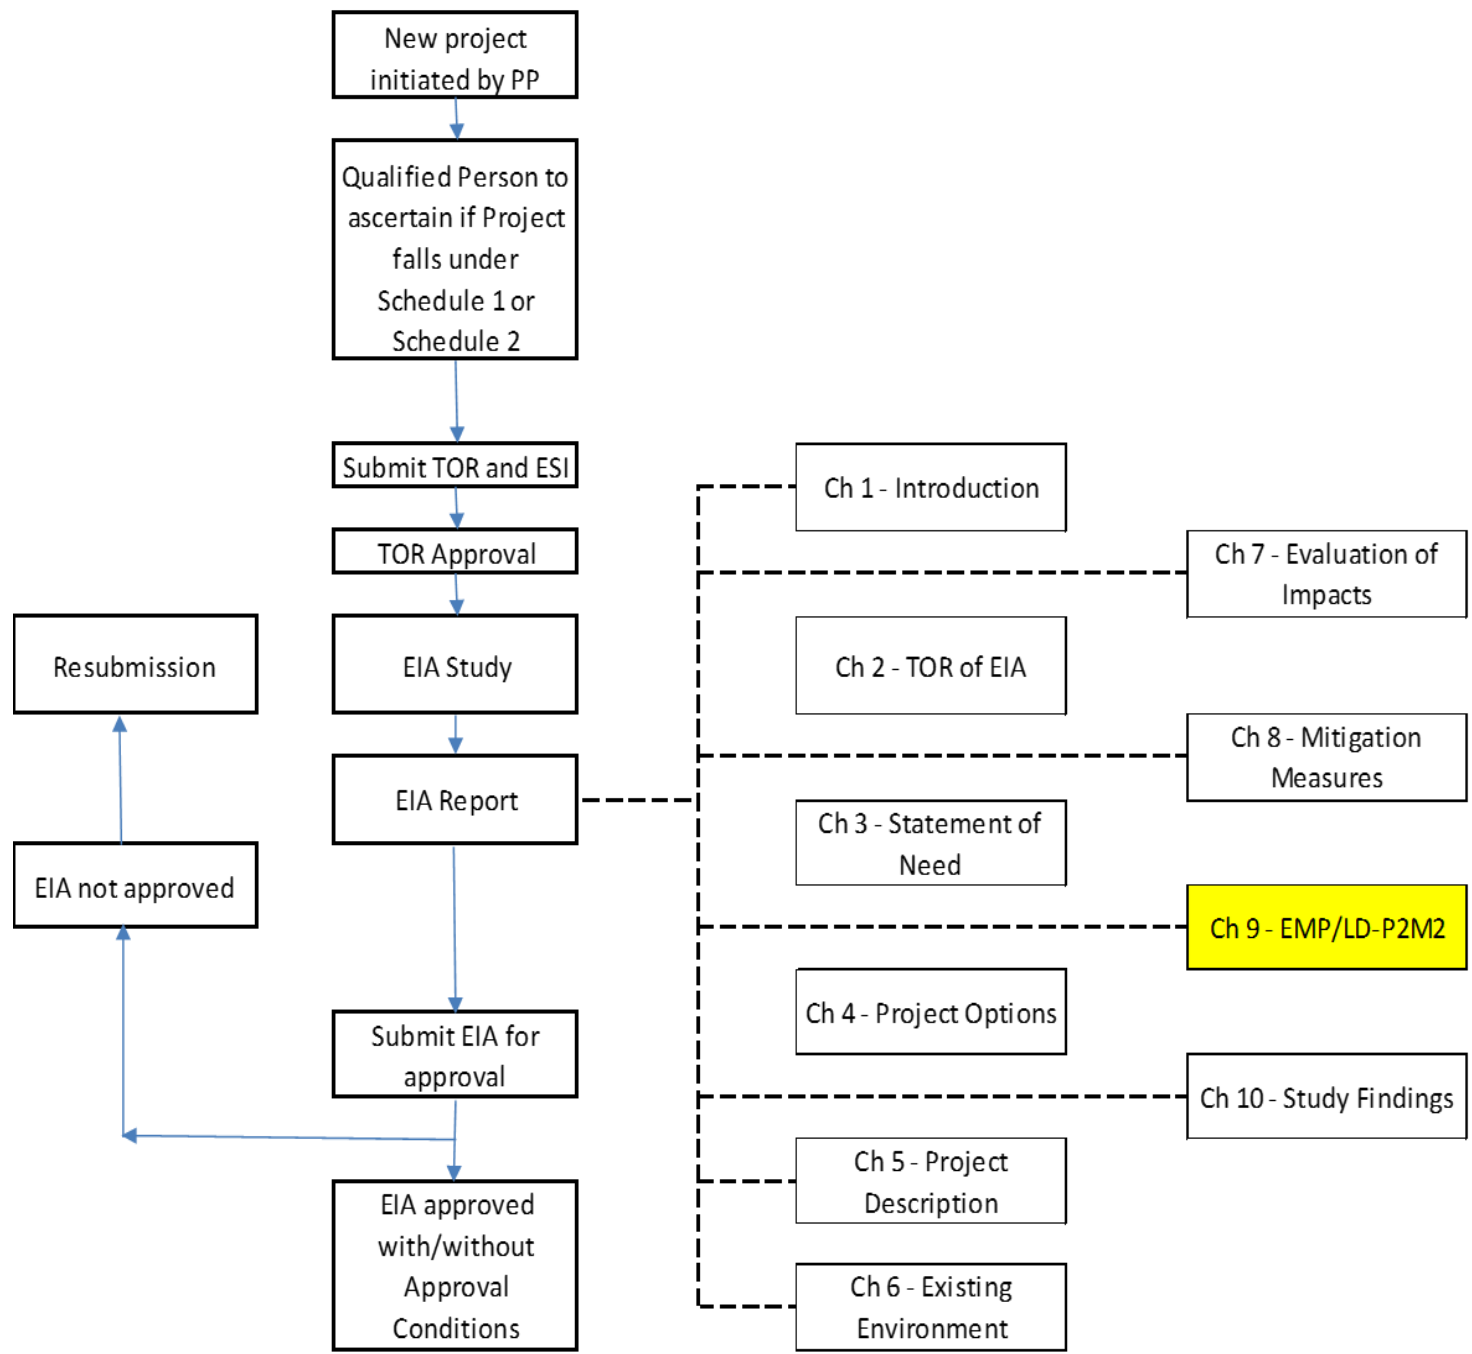 New project
initiated by PP
Qualified Person to
ascertain if Project
falls under
Schedule 1 or
Schedule 2
Submit TOR and ESI
TOR Approval
EIA Study
EIA Report
Submit EIA for
approval
EIA approved
with/without
Approval
Conditions
Resubmission
EIA not approved
Ch 1 - Introduction
Ch 2 - TOR of EIA
Ch 3 - Statement of
Need
Ch 4 - Project Options
Ch 5 - Project
Description
Ch 6 - Existing
Environment
Ch 7 - Evaluation of
Impacts
Ch 8 - Mitigation
Measures
Ch 9 - EMP/LD-P2M2
Ch 10 - Study Findings